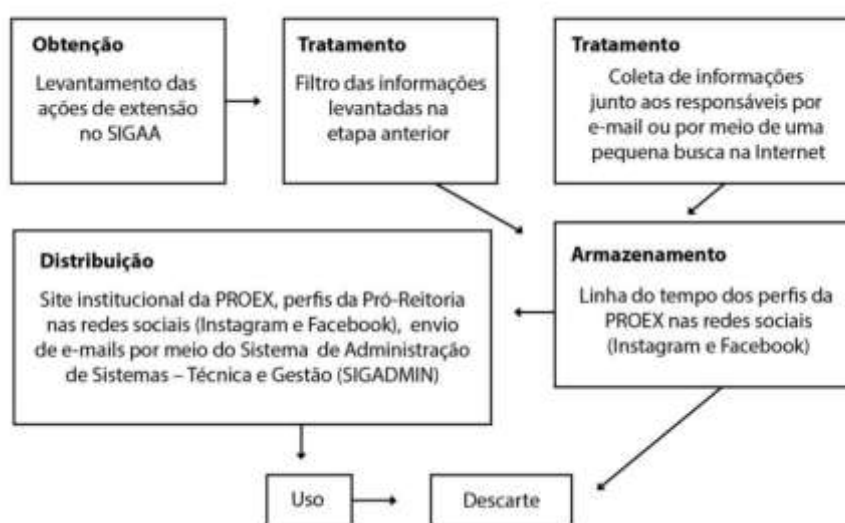 Obtenção
Levantamento das
ações de extensão
no SIGAA
Tratamento
Filtro das informações
levantadas na
etapa anterior
Tratamento
Coleta de informações
junto aos responsáveis por
e-mail ou por meio de uma
pequena busca na Internet
Distribuição
Site institucional da PROEX, perfis da Pró-Reitoria
nas redes sociais (Instagram e Facebook), envio
de e-mails por meio do Sistema de Administração
de Sistemas – Técnica e Gestão (SIGADMIN)
Armazenamento
Linha do tempo dos perfis da
PROEX nas redes sociais
(Instagram e Facebook)
Uso
Descarte